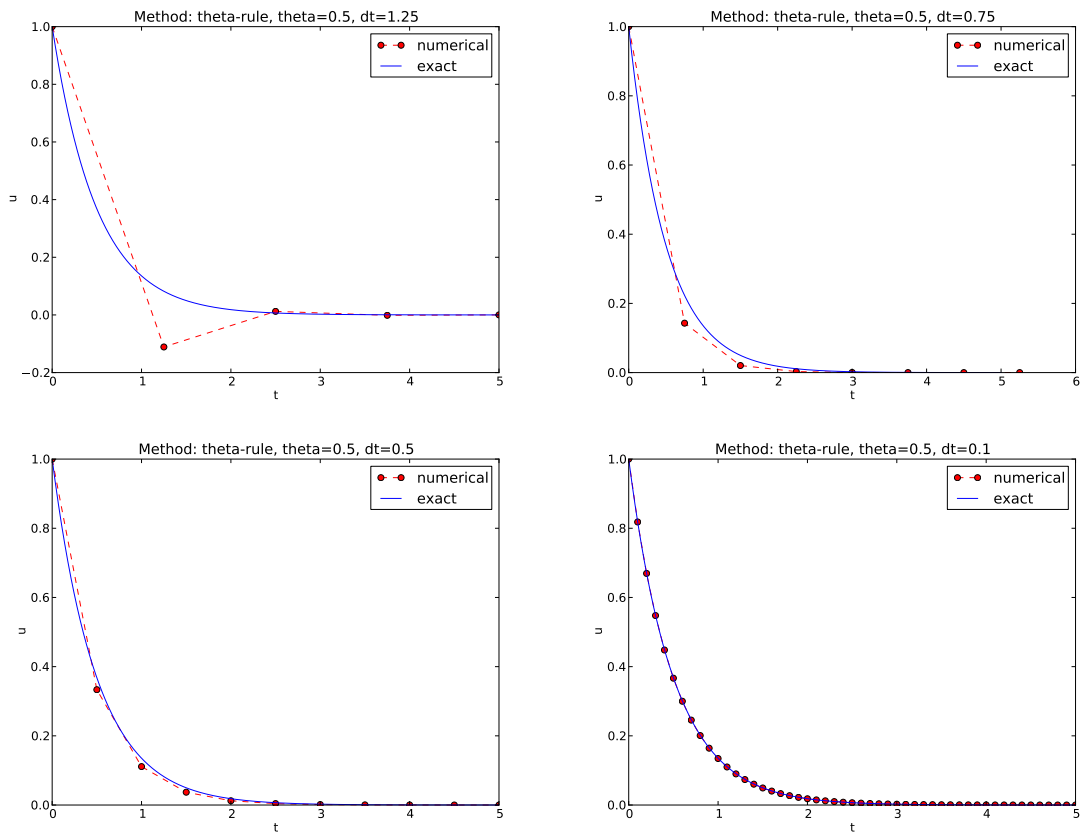 Method: theta-rule, theta=0.5, dt=1.25
1.0
0.8
0.6
0.4
0.2
0.0
−0.2
u
0 1 2 3 4 5
t
numerical
exact
Method: theta-rule, theta=0.5, dt=0.75
1.0
0.8
0.6
0.4
0.2
0.0
u
0 1 2 3 4 5 6
t
numerical
exact
Method: theta-rule, theta=0.5, dt=0.5
1.0
0.8
0.6
0.4
0.2
0.0
u
0 1 2 3 4 5
t
numerical
exact
Method: theta-rule, theta=0.5, dt=0.1
1.0
0.8
0.6
0.4
0.2
0.0
u
0 1 2 3 4 5
t
numerical
exact